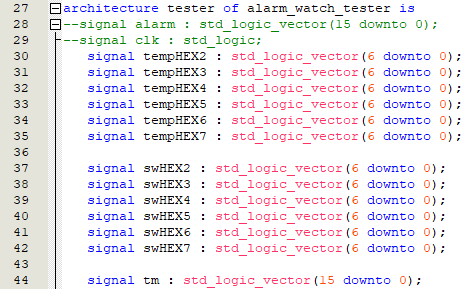 27 architecture tester of alarm_watch_tester is
28 --signal alarm : std_logic_vector(15 downto 0);
29 --signal clk : std_logic;
30 signal tempHEX2 : std_logic_vector(6 downto 0);
31 signal tempHEX3 : std_logic_vector(6 downto 0);
32 signal tempHEX4 : std_logic_vector(6 downto 0);
33 signal tempHEX5 : std_logic_vector(6 downto 0);
34 signal tempHEX6 : std_logic_vector(6 downto 0);
35 signal tempHEX7 : std_logic_vector(6 downto 0);
36
37 signal swHEX2 : std_logic_vector(6 downto 0);
38 signal swHEX3 : std_logic_vector(6 downto 0);
39 signal swHEX4 : std_logic_vector(6 downto 0);
40 signal swHEX5 : std_logic_vector(6 downto 0);
41 signal swHEX6 : std_logic_vector(6 downto 0);
42 signal swHEX7 : std_logic_vector(6 downto 0);
43
44 signal tm : std_logic_vector(15 downto 0);